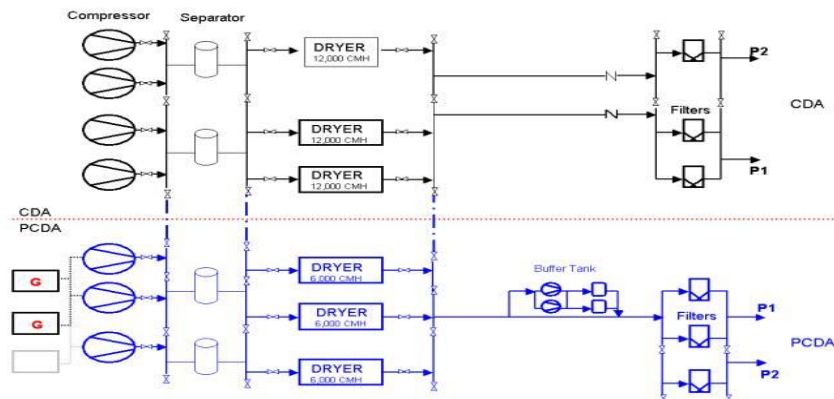 Compressor
Separator
DRYER
12,000 CMH
P2
Filters
CDA
DRYER
12,000 CMH
DRYER
12,000 CMH
P1
CDA
PCDA
DRYER
6,000 CMH
Buffer Tank
G
DRYER
6,000 CMH
Filters
P1
G
PCDA
DRYER
6,000 CMH
P2